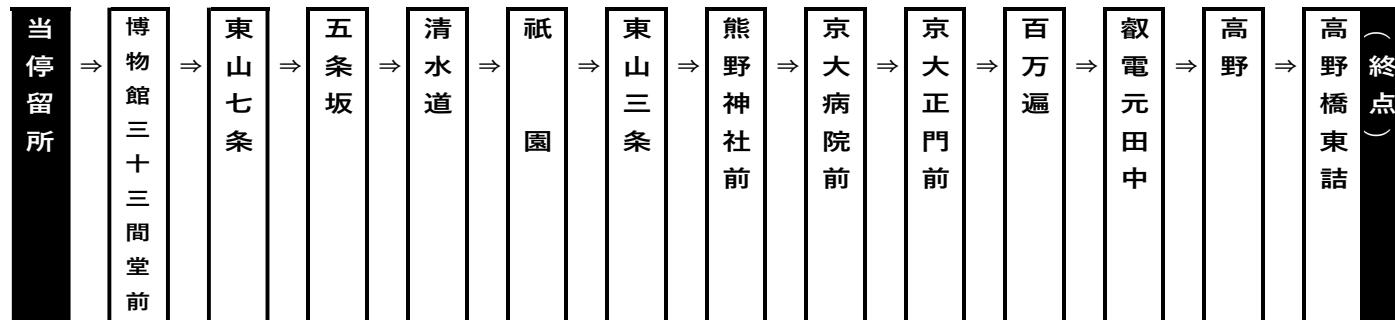 当停留所
⇒
博物館三十三間堂前
⇒
東山七条
⇒
五条坂
⇒
清水道
⇒
祇園
⇒
東山三条
⇒
熊野神社前
⇒
京大病院前
⇒
京大正門前
⇒
百万遍
⇒
叡電元田中
⇒
高野
⇒
高野橋東詰
（終点）